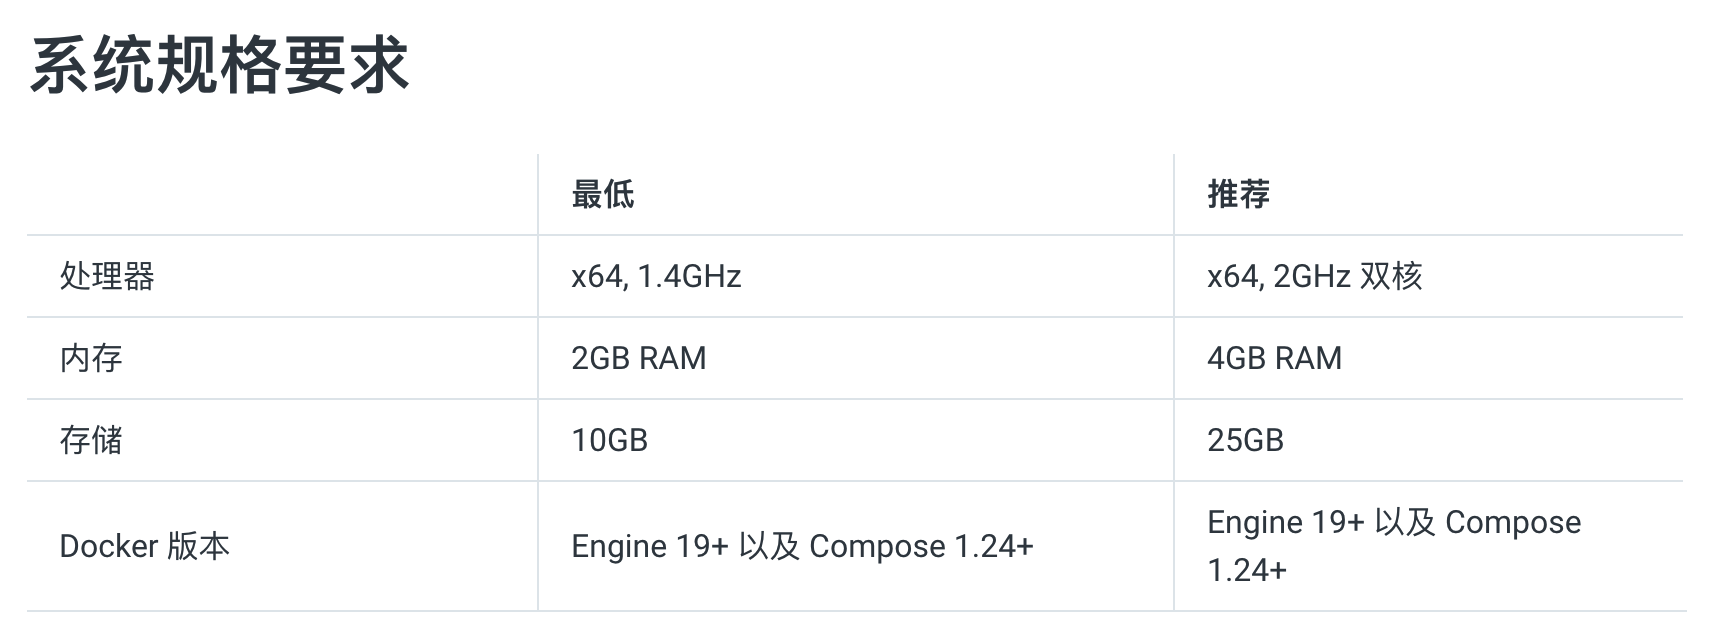 系统规格要求
最低 推荐
处理器 x64, 1.4GHz x64, 2GHz 双核
内存 2GB RAM 4GB RAM
存储 10GB 25GB
Docker 版本 Engine 19+ 以及 Compose 1.24+ Engine 19+ 以及 Compose
1.24+